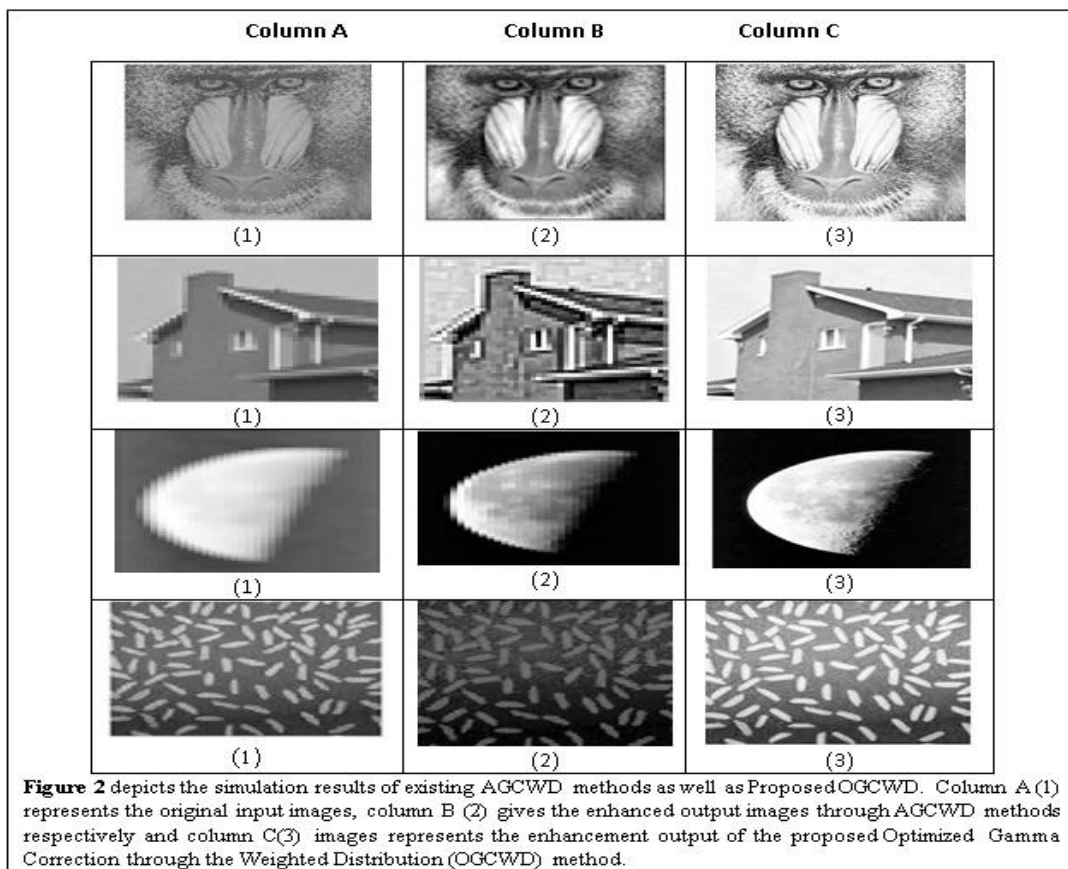 Column A Column B Column C
(1) (2) (3)
(1) (2) (3)
(1) (2) (3)
(1) (2) (3)
Figure 2 depicts the simulation results of existing AGCWD methods as well as Proposed OGCWD. Column A (1)
represents the original input images, column B (2) gives the enhanced output images through AGCWD methods
respectively and column C(3) images represents the enhancement output of the proposed Optimized Gamma
Correction through the Weighted Distribution (OGCWD) method.